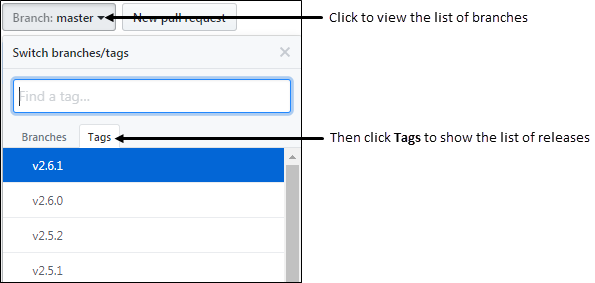 Branch: master New pull request Click to view the list of branches
Switch branches/tags ×
Find a tag...
Branches Tags Then click Tags to show the list of releases
v2.6.1
v2.6.0
v2.5.2
v2.5.1